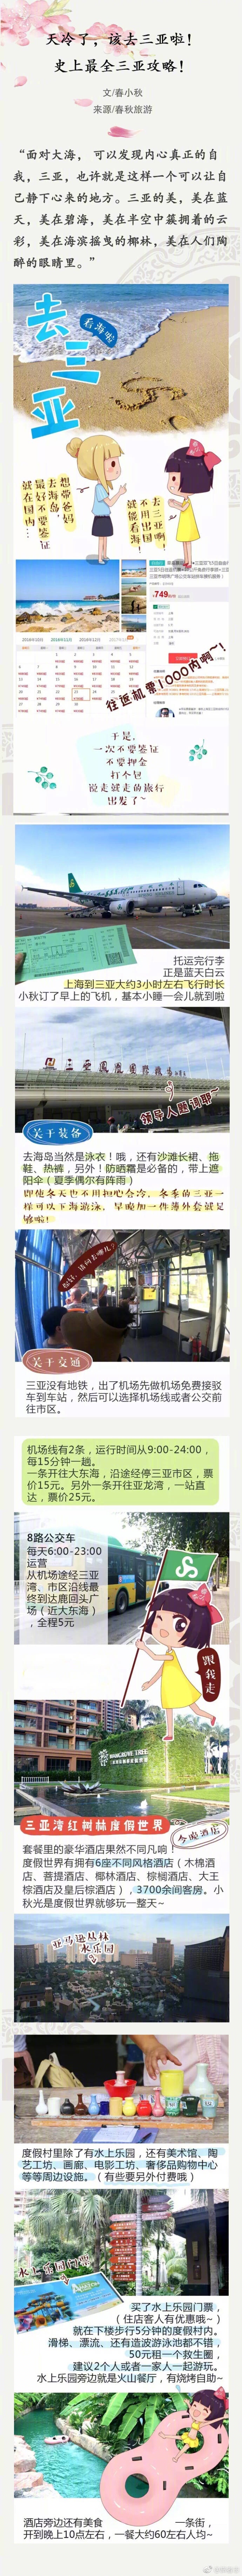 天冷了，该去三亚啦！
史上最全三亚攻略！
文/春小秋
来源/春秋旅游
“面对大海， 可以发现内心真正的自
我，三亚，也许就是这样一个可以让自
己静下心来的地方。三亚的美，美在蓝
天，美在碧海，美在半空中簇拥着的云
彩，美在海滨摇曳的椰林，美在人们陶
醉的眼睛里。”
去三亚
看海啦
想带爸妈
去海岛
最好不要签证
就在国内…
就不用出国啊
就能看海！
¥749
往返机票1000内啊~！
于是，
一次不要签证
不要押金
打个包
说走就走的旅行
出发了~
托运完行李
正是蓝天白云
上海到三亚大约3小时左右飞行时长
小秋订了早上的飞机，基本小睡一会儿就到啦
三亚凤凰国际机场
领导人题词耶~
关于装备
去海岛当然是泳衣！哦，还有沙滩长裙、拖
鞋、热裤，另外！防晒霜是必备的，带上遮
阳伞（夏季偶尔有阵雨）
即使冬天也不用担心会冷，冬季的三亚一
样可以下海游泳，早晚加一件薄外套就足
够啦！
关于交通
三亚没有地铁，出了机场先做机场免费接驳
车到车站，然后可以选择机场线或者公交前
往市区。
机场线有2条，运行时间从9:00-24:00，
每15分钟一趟。
一条开往大东海，沿途经停三亚市区，票
价15元。另外一条开往亚龙湾，一站直
达，票价25元。
8路公交车
每天6:00-23:00
运营
从机场途经三亚
湾、市区沿线最
终到达鹿回头广
场（近大东海）
，全程5元
跟我走
MANGROVE TREE
三亚湾红树林度假世界
今晚酒店
套餐里的豪华酒店果然不同凡响！
度假世界有拥有6座不同风格酒店（木棉酒
店、菩提酒店、椰林酒店、棕榈酒店、大王
棕酒店及皇后棕酒店），3700余间客房。小
秋光是度假世界就够玩一整天~
亚马逊丛林
水上乐园
度假村里除了有水上乐园，还有美术馆、陶
艺工坊、画廊、电影工坊、奢侈品购物中心
等等周边设施。（有些要另外付费哦）
水上乐园门票
买了水上乐园门票，
（住店客人有优惠哦~）
就在下楼步行5分钟的度假村内。
滑梯、漂流、还有造波游泳池都不错，
50元租一个救生圈，
建议2个人或者一家人一起游玩。
水上乐园旁边就是火山餐厅，有烧烤自助~
酒店旁边还有美食 一条街，
开到晚上10点左右，一餐大约60左右人均~